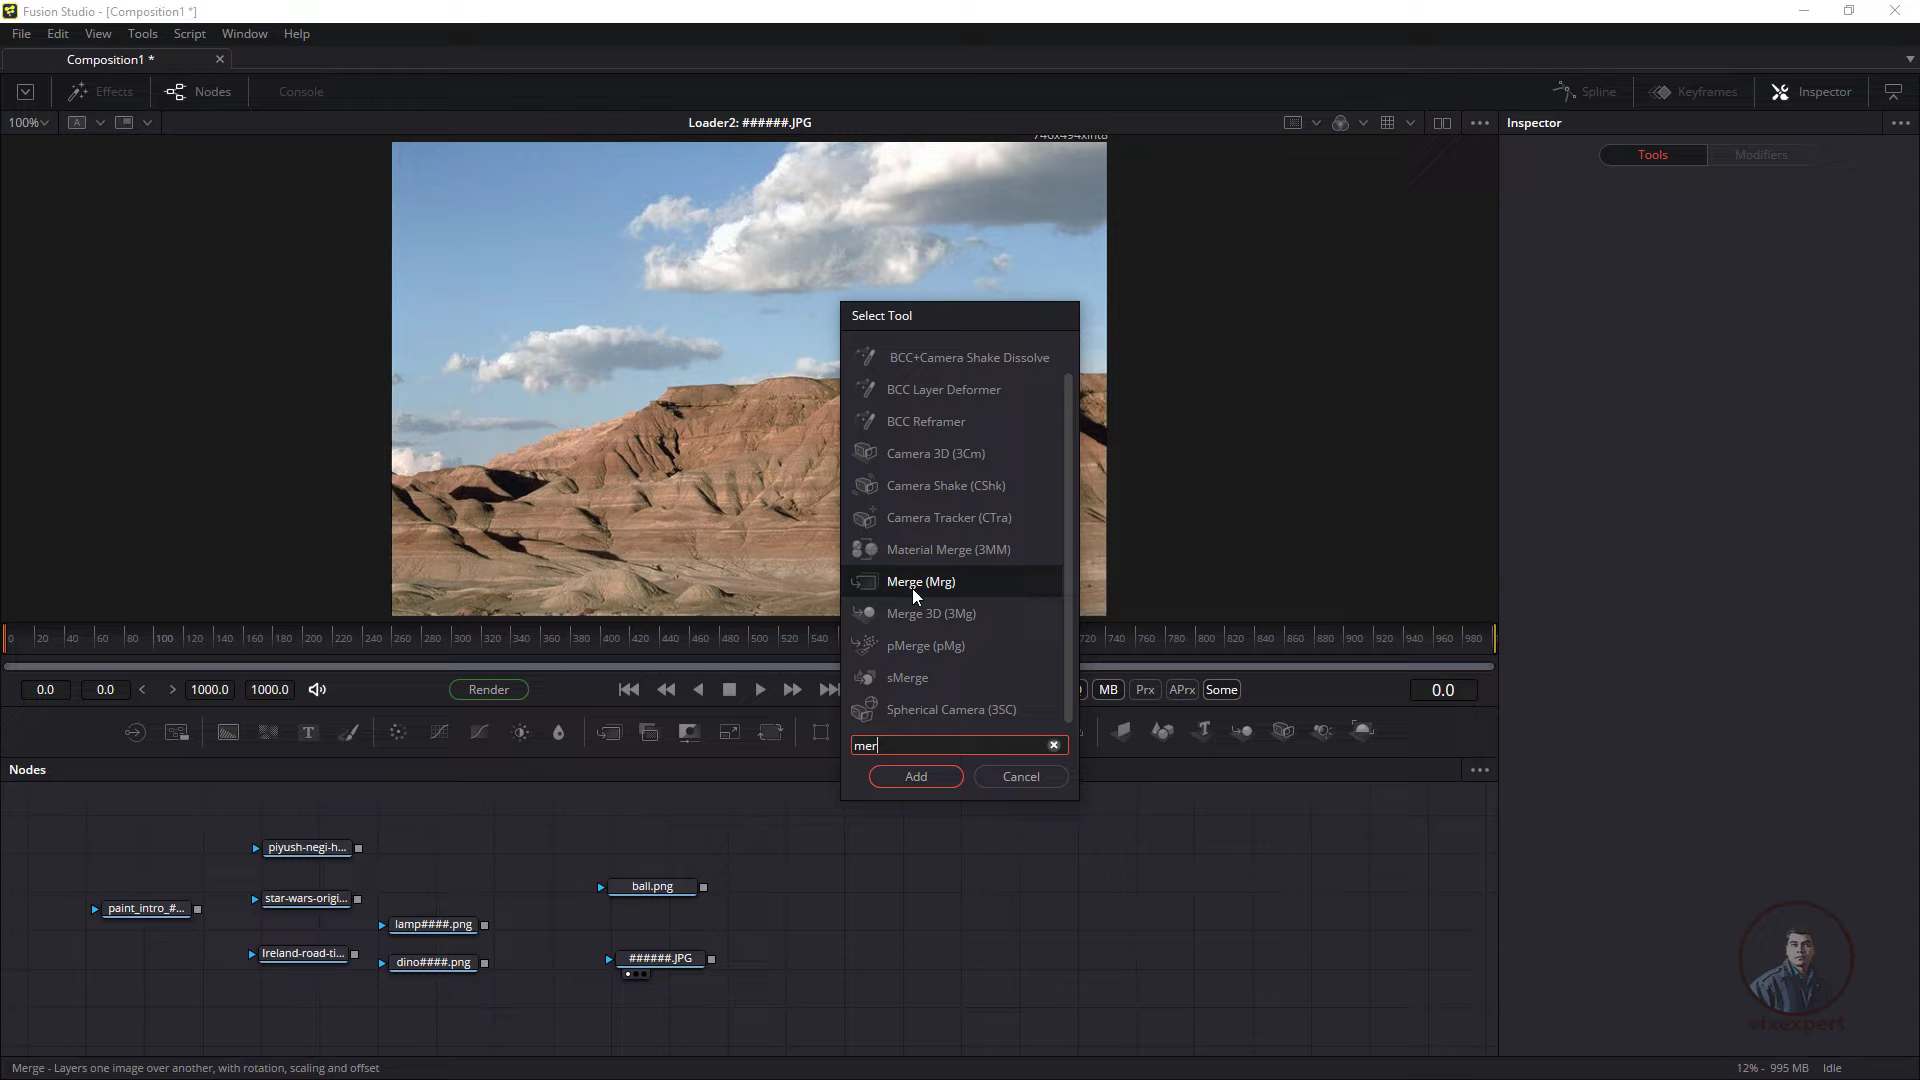 Fusion Studio - [Composition1 *]
File Edit View Tools Script Window Help
Composition1 *
Effects Nodes Console Spline Keyframes Inspector
100% A Loader2: ######.JPG Inspector
Tools Modifiers
Select Tool
BCC+Camera Shake Dissolve
BCC Layer Deformer
BCC Reframer
Camera 3D (3Cm)
Camera Shake (CShk)
Camera Tracker (CTra)
Material Merge (3MM)
Merge (Mrg)
Merge 3D (3Mg)
pMerge (pMg)
sMerge
Spherical Camera (3SC)
mer
Add Cancel
0 20 40 60 80 100 120 140 160 180 200 220 240 260 280 300 320 340 360 380 400 420 440 460 480 500 520 540 720 740 760 780 800 820 840 860 880 900 920 940 960 980
0.0 0.0 < > 1000.0 1000.0 Render MB Prx APrx Some 0.0
Nodes
piyush-negi-h...
ball.png
star-wars-origi...
paint_intro_#...
lamp####.png
Ireland-road-ti...
dino####.png
######.JPG
vfxexpert
Merge - Layers one image over another, with rotation, scaling and offset 12% - 995 MB Idle